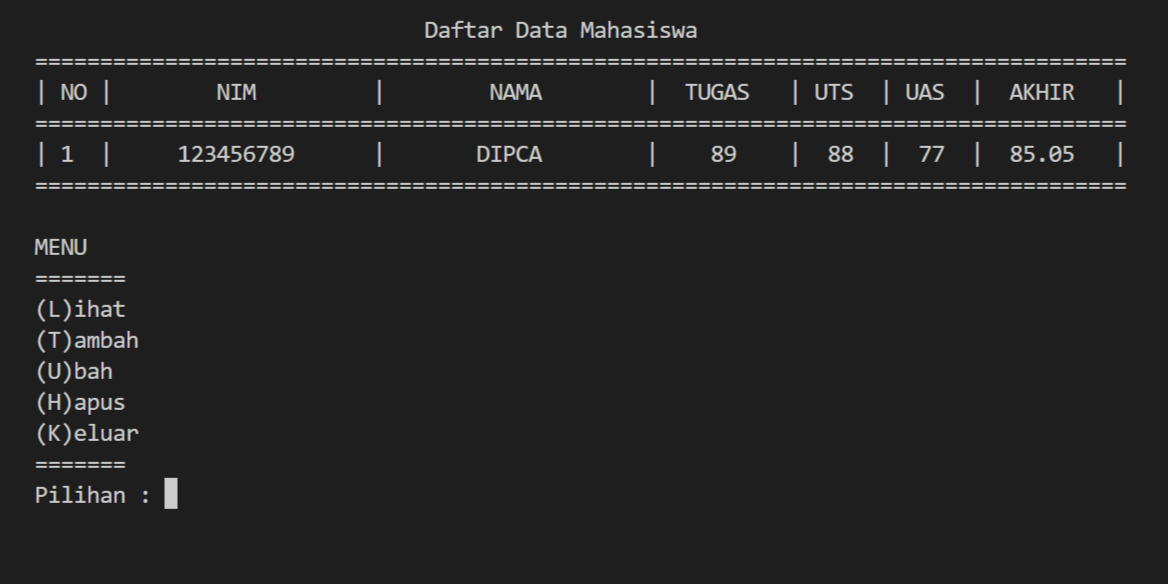 Daftar Data Mahasiswa
====================================================================================
| NO |        NIM         |        NAMA        |  TUGAS   | UTS  | UAS  |  AKHIR   |
====================================================================================
| 1  |     123456789      |       DIPCA        |    89    |  88  |  77  |  85.05   |
====================================================================================
MENU
=======
(L)ihat
(T)ambah
(U)bah
(H)apus
(K)eluar
=======
Pilihan :